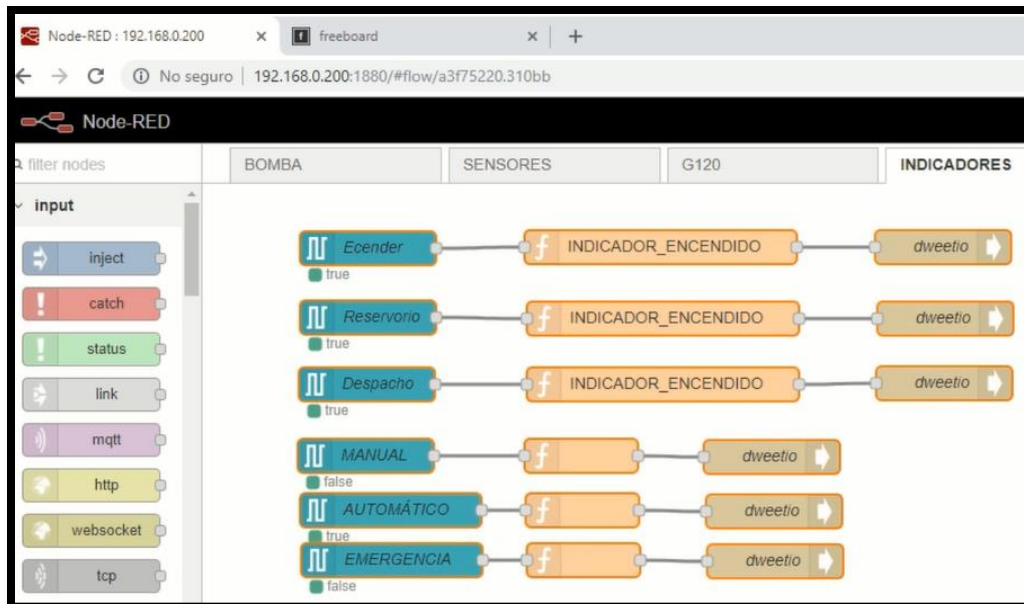 Node-RED : 192.168.0.200
freeboard
No seguro | 192.168.0.200:1880/#flow/a3f75220.310bb
Node-RED
filter nodes
BOMBA
SENSORES
G120
INDICADORES
input
inject
catch
status
link
mqtt
http
websocket
tcp
Ecender
INDICADOR_ENCENDIDO
dweetio
true
Reservorio
INDICADOR_ENCENDIDO
dweetio
true
Despacho
INDICADOR_ENCENDIDO
dweetio
true
MANUAL
dweetio
false
AUTOMÁTICO
dweetio
true
EMERGENCIA
dweetio
false